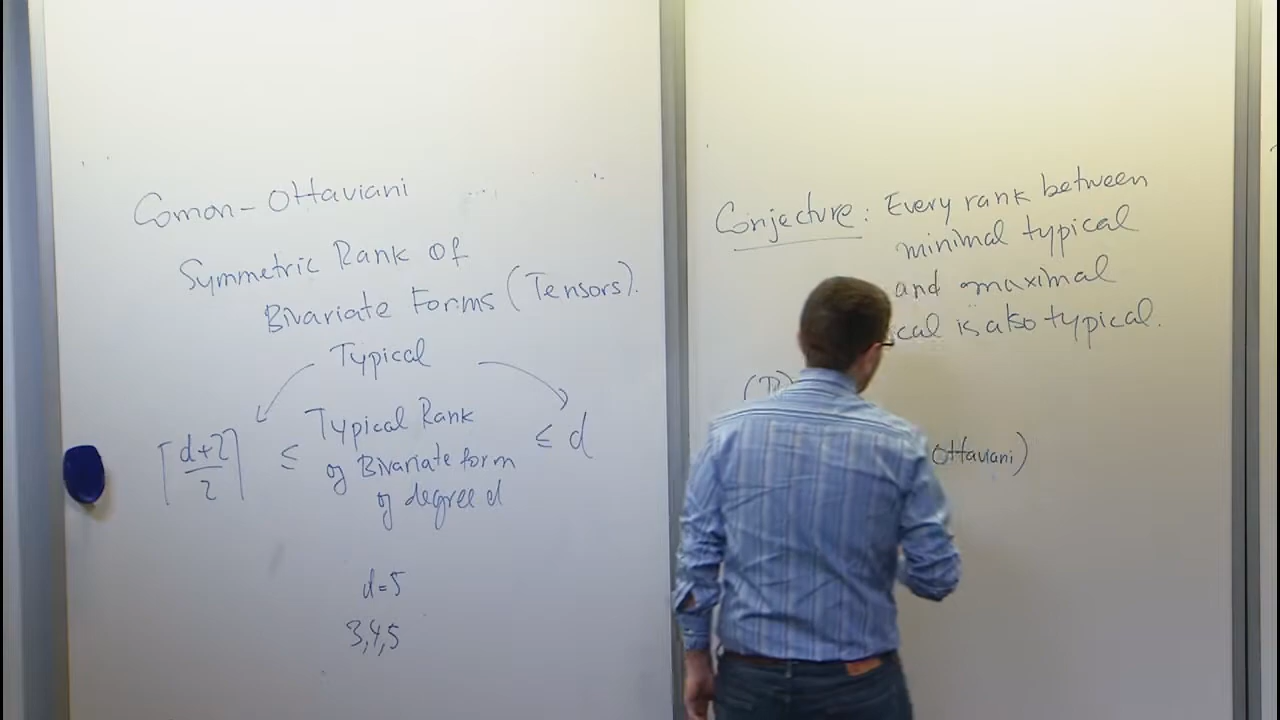 Comon-Ottaviani
Symmetric Rank of
Bivariate Forms (Tensors).
Typical
⌈d+2/2⌉ ≤ Typical Rank ≤ d
of Bivariate form
of degree d
d=5
3,4,5
Conjecture: Every rank between
minimal typical
and maximal
ical is also typical.
Ottaviani)